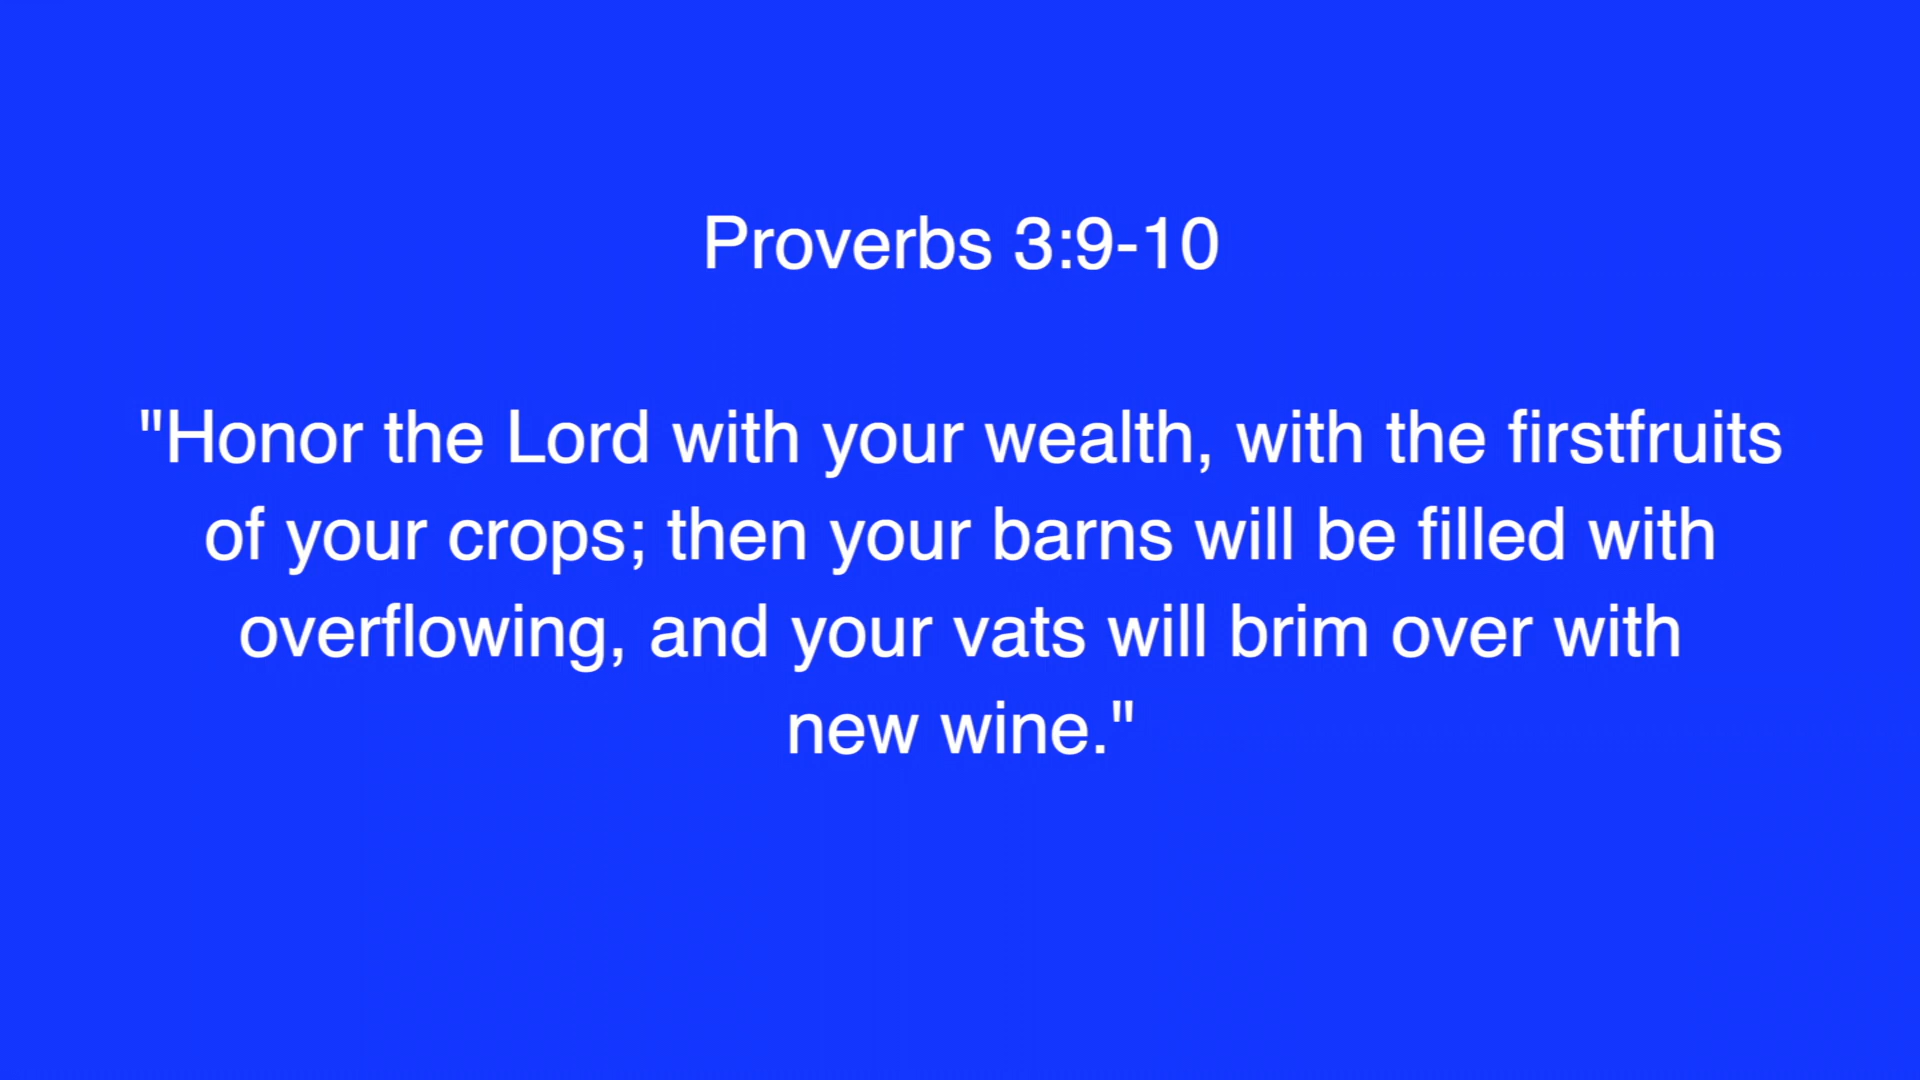 Proverbs 3:9-10
"Honor the Lord with your wealth, with the firstfruits
of your crops; then your barns will be filled with
overflowing, and your vats will brim over with
new wine."